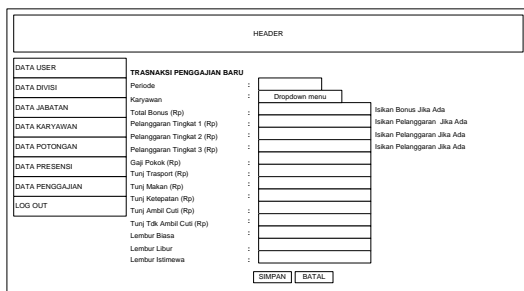 HEADER
DATA USER
DATA DIVISI
DATA JABATAN
DATA KARYAWAN
DATA POTONGAN
DATA PRESENSI
DATA PENGGAJIAN
LOG OUT
TRASNAKSI PENGGAJIAN BARU
Periode :
Karyawan : Dropdown menu
Total Bonus (Rp) : Isikan Bonus Jika Ada
Pelanggaran Tingkat 1 (Rp) : Isikan Pelanggaran Jika Ada
Pelanggaran Tingkat 2 (Rp) : Isikan Pelanggaran Jika Ada
Pelanggaran Tingkat 3 (Rp) : Isikan Pelanggaran Jika Ada
Gaji Pokok (Rp) :
Tunj Trasport (Rp) :
Tunj Makan (Rp) :
Tunj Ketepatan (Rp) :
Tunj Ambil Cuti (Rp) :
Tunj Tdk Ambil Cuti (Rp) :
Lembur Biasa :
Lembur Libur :
Lembur Istimewa :
SIMPAN BATAL